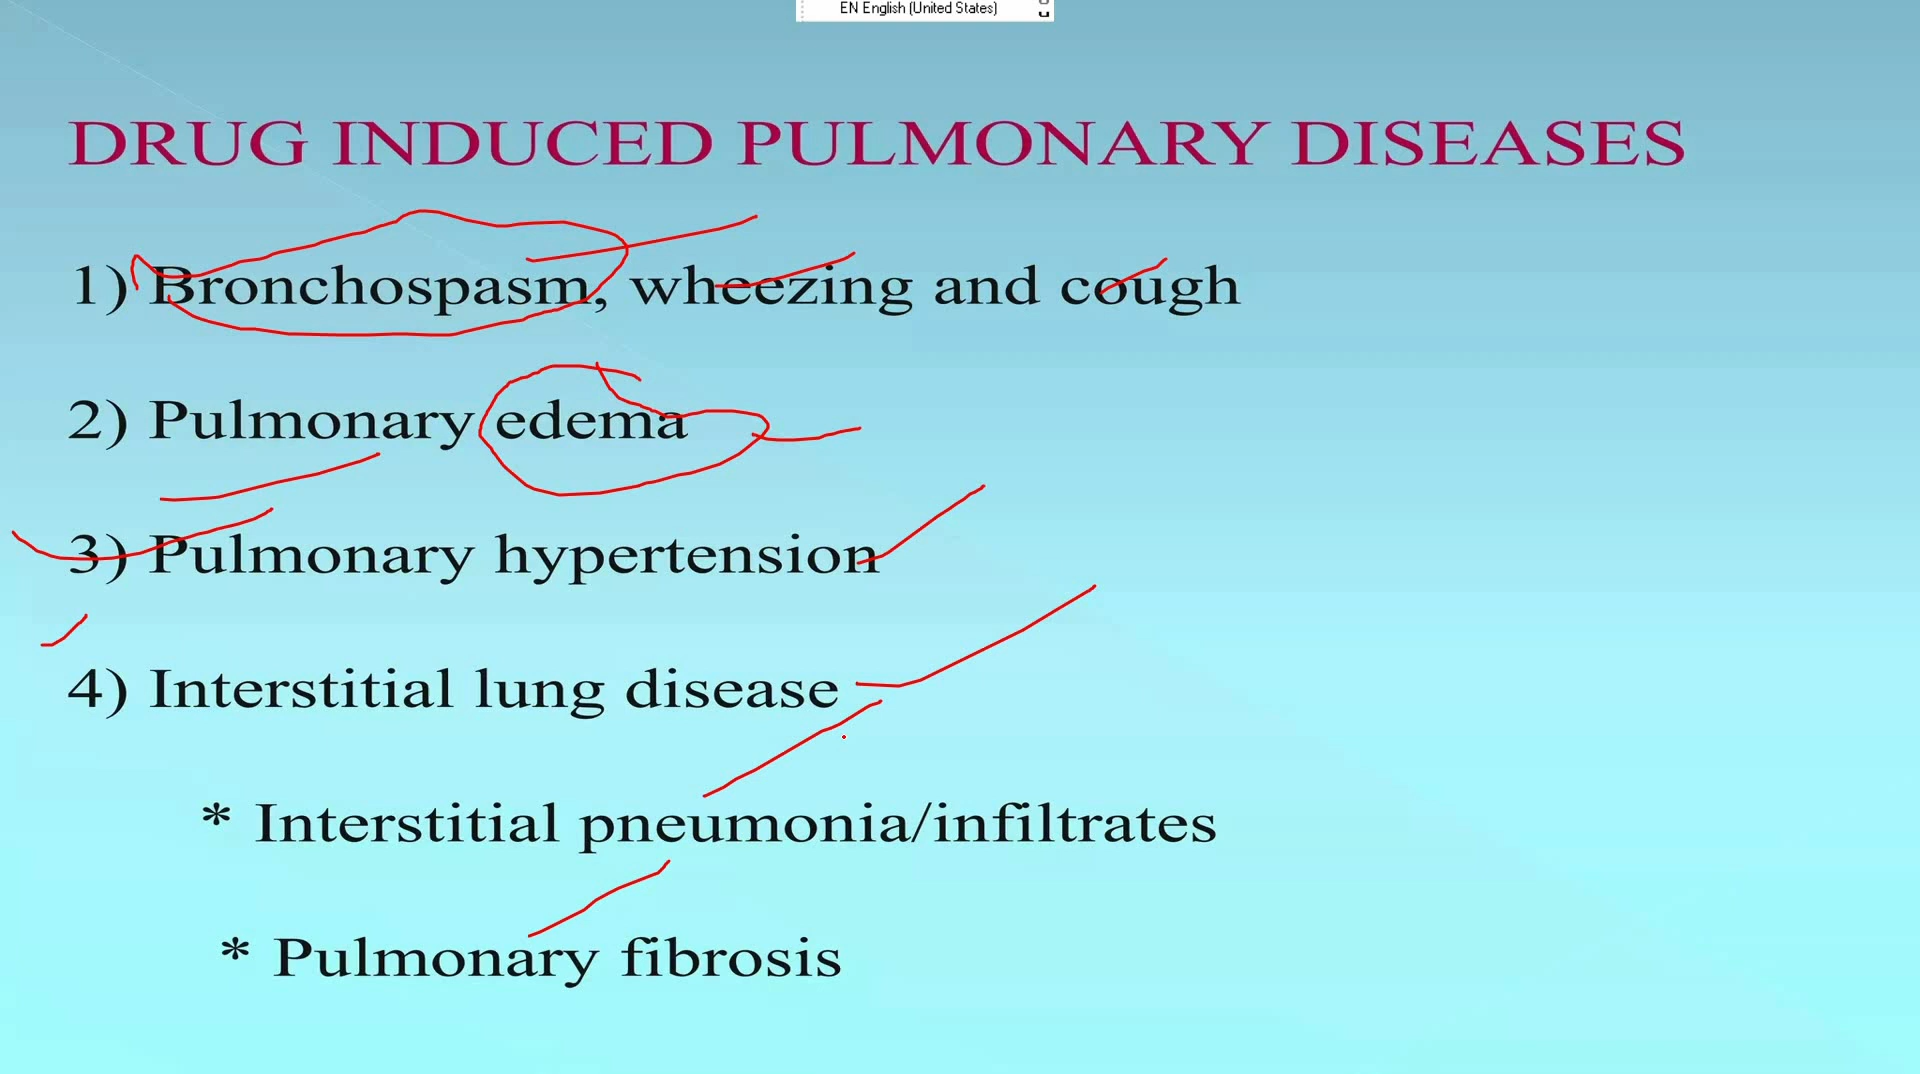 EN English (United States)
DRUG INDUCED PULMONARY DISEASES
1) Bronchospasm, wheezing and cough
2) Pulmonary edema
3) Pulmonary hypertension
4) Interstitial lung disease
* Interstitial pneumonia/infiltrates
* Pulmonary fibrosis